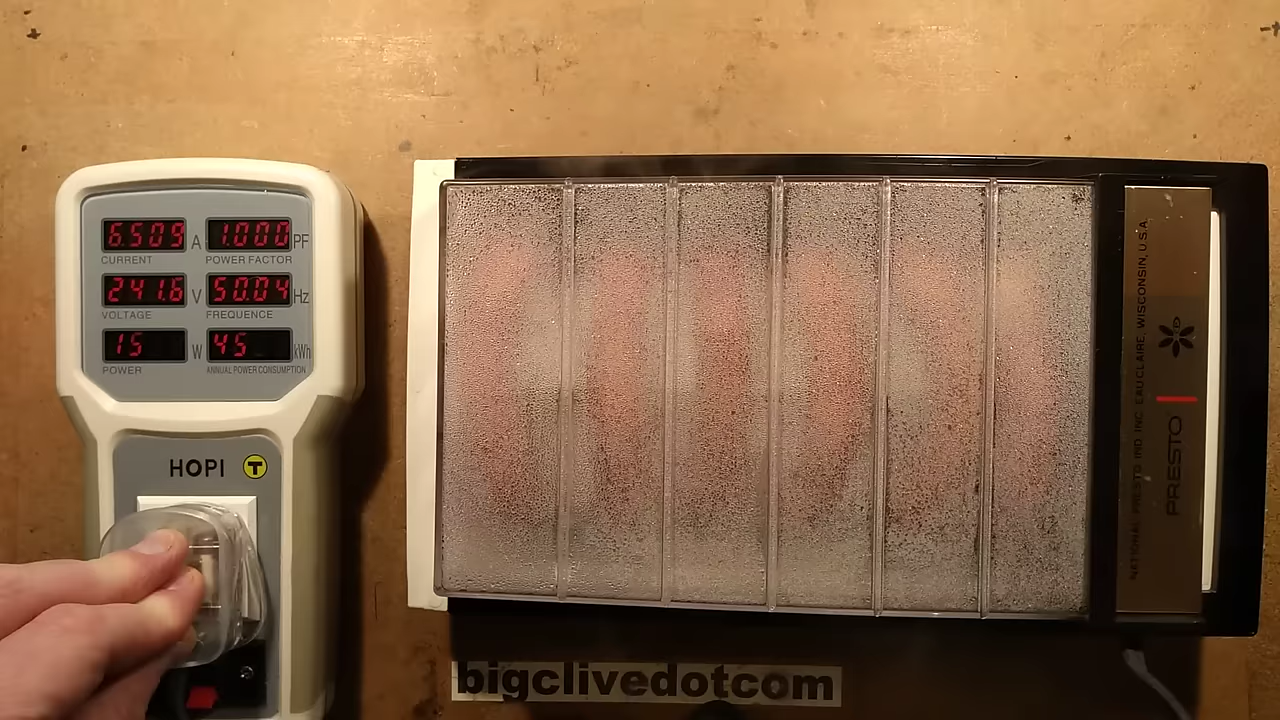 6.509 A 1.000 PF
CURRENT POWER FACTOR
241.6 V 50.04 Hz
VOLTAGE FREQUENCY
15 W 45 kWh
POWER ANNUAL POWER CONSUMPTION
HOPI T
NATIONAL PRESTO IND. INC. EAU CLAIRE, WISCONSIN, U.S.A.
PRESTO
bigclivedotcom